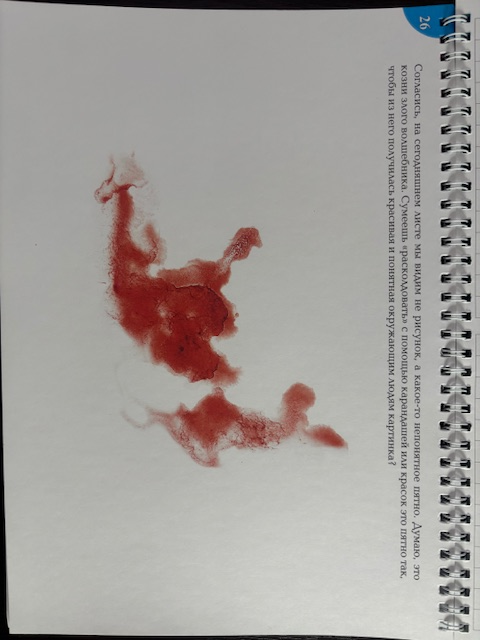 26
Согласись, на сегодняшнем листе мы видим не рисунок, а какое-то непонятное пятно. Думаю, это
козни злого волшебника. Сумеешь «расколдовать» с помощью карандашей или красок это пятно так,
чтобы из него получилась красивая и понятная окружающим людям картинка?